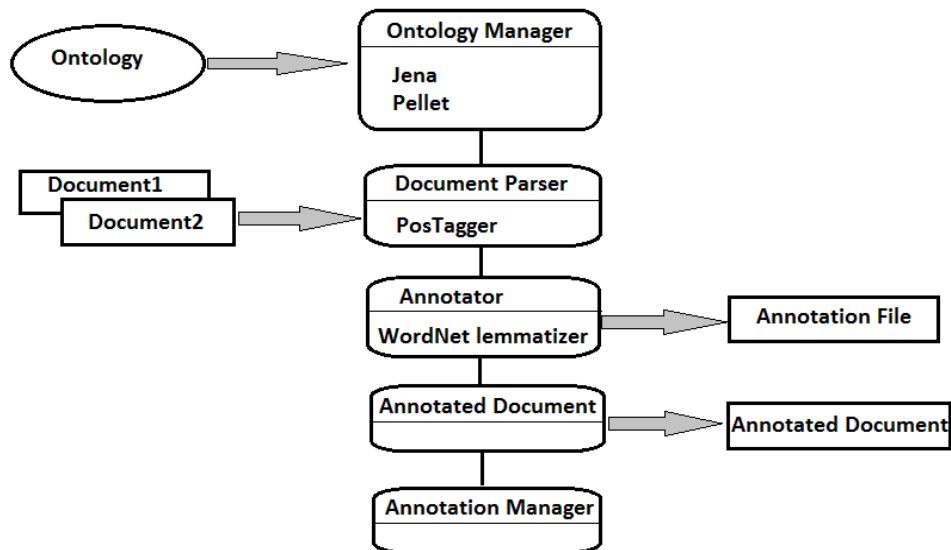 Ontology
Ontology Manager
Jena
Pellet
Document1
Document2
Document Parser
PosTagger
Annotator
WordNet lemmatizer
Annotation File
Annotated Document
Annotated Document
Annotation Manager